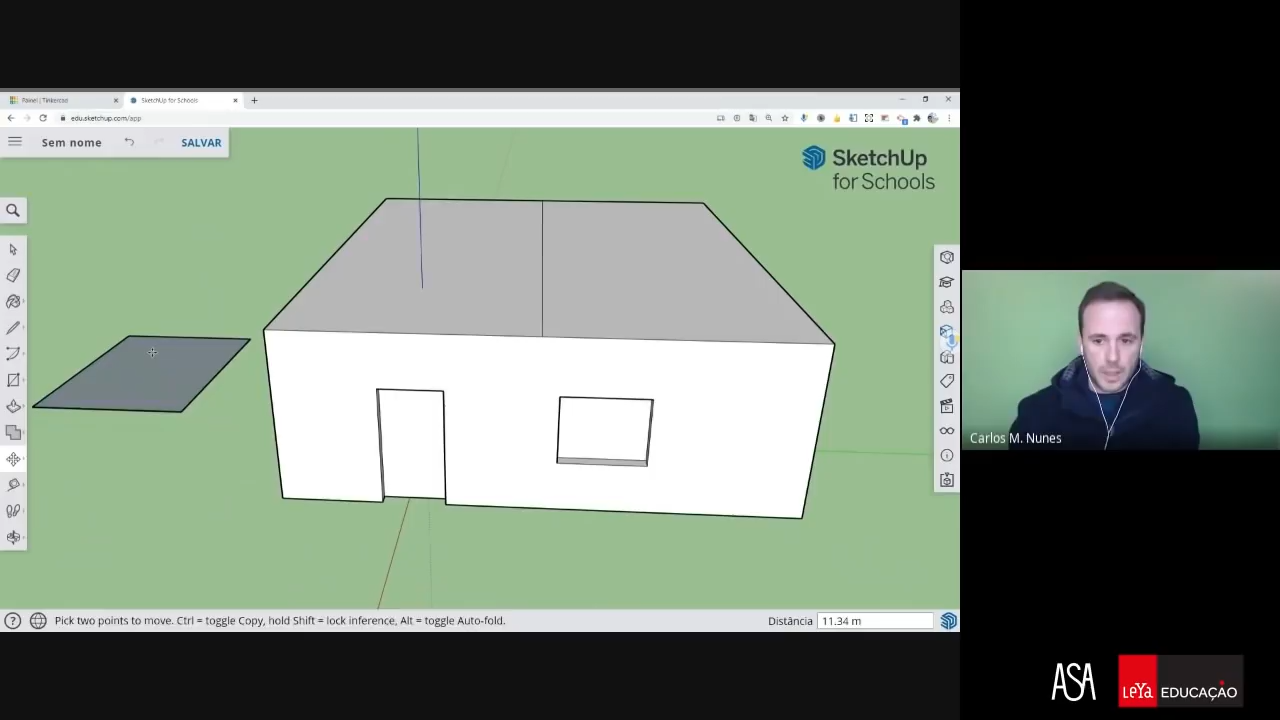 Painel | Tinkercad
SketchUp for Schools
edu.sketchup.com/app
Sem nome
SALVAR
SketchUp
for Schools
Carlos M. Nunes
Pick two points to move. Ctrl = toggle Copy, hold Shift = lock inference, Alt = toggle Auto-fold.
Distância
11.34 m
ASA
LeYa EDUCAÇÃO